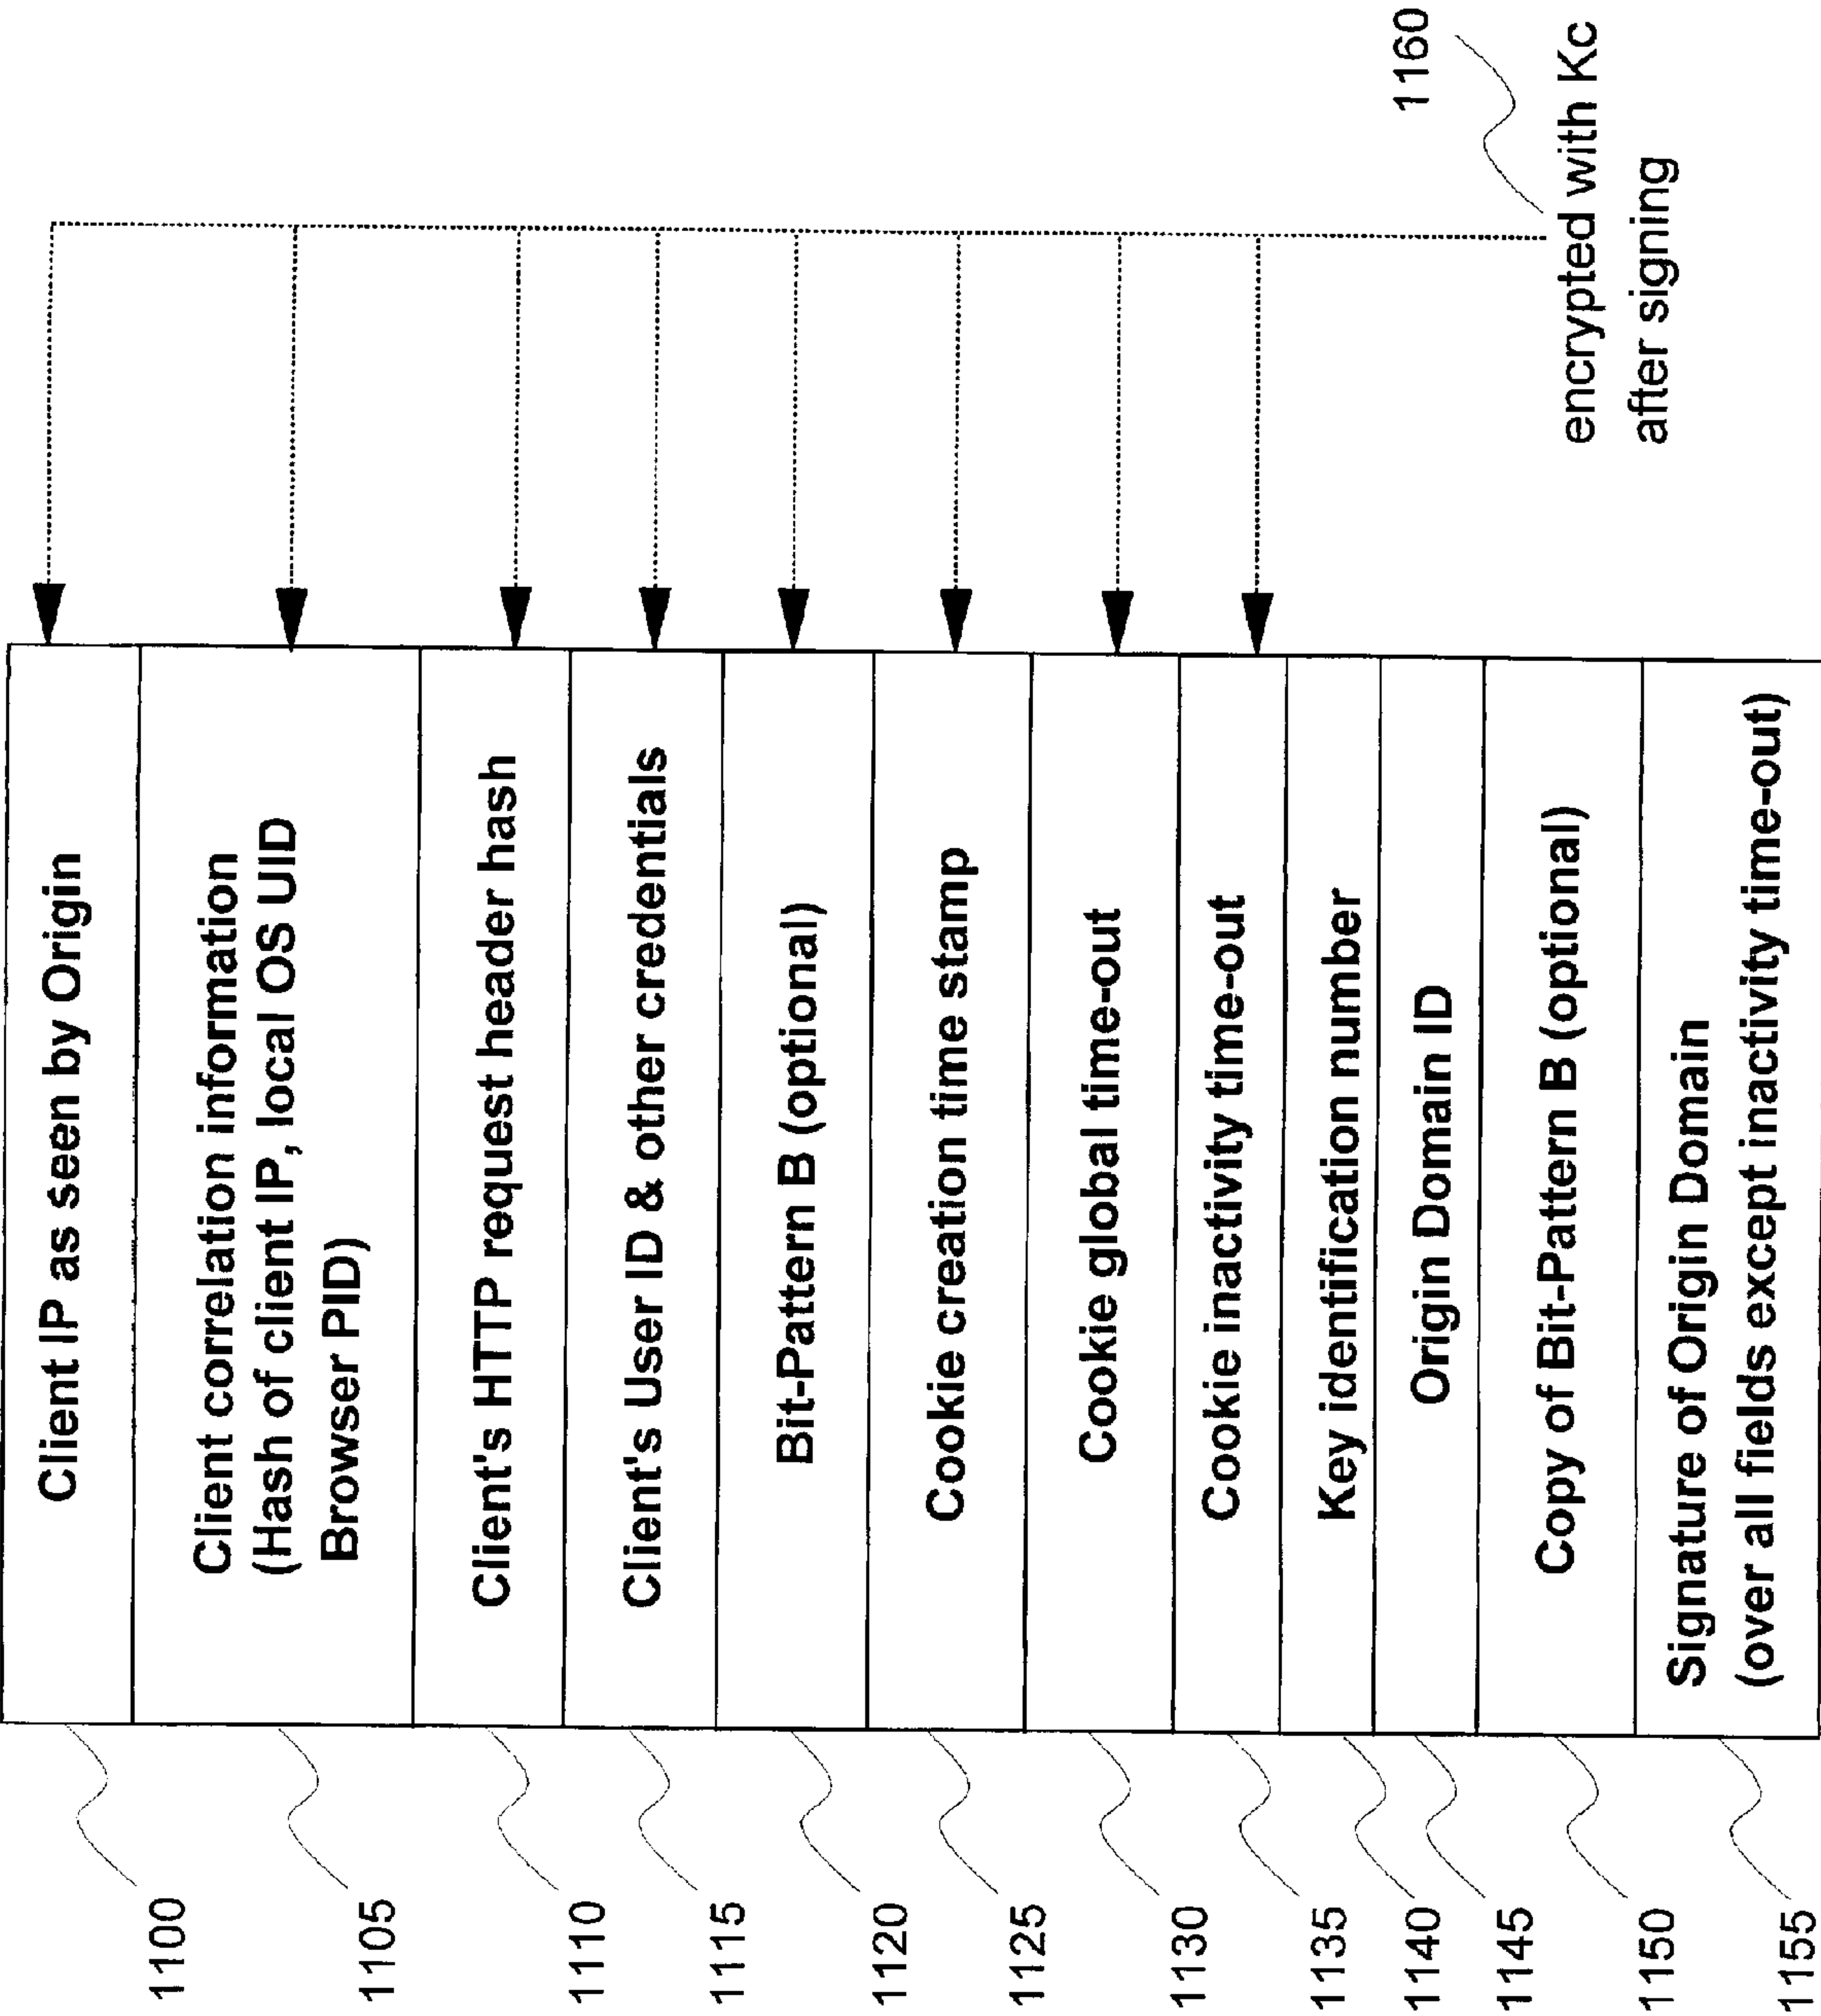 1100
Client IP as seen by Origin
1105
Client correlation information
(Hash of client IP, local OS UID
Browser PID)
1110
Client's HTTP request header hash
1115
Client's User ID & other credentials
1120
Bit-Pattern B (optional)
1125
Cookie creation time stamp
1130
Cookie global time-out
1135
Cookie inactivity time-out
1140
Key identification number
1145
Origin Domain ID
1150
Copy of Bit-Pattern B (optional)
1155
Signature of Origin Domain
(over all fields except inactivity time-out)
1160
encrypted with Kc
after signing